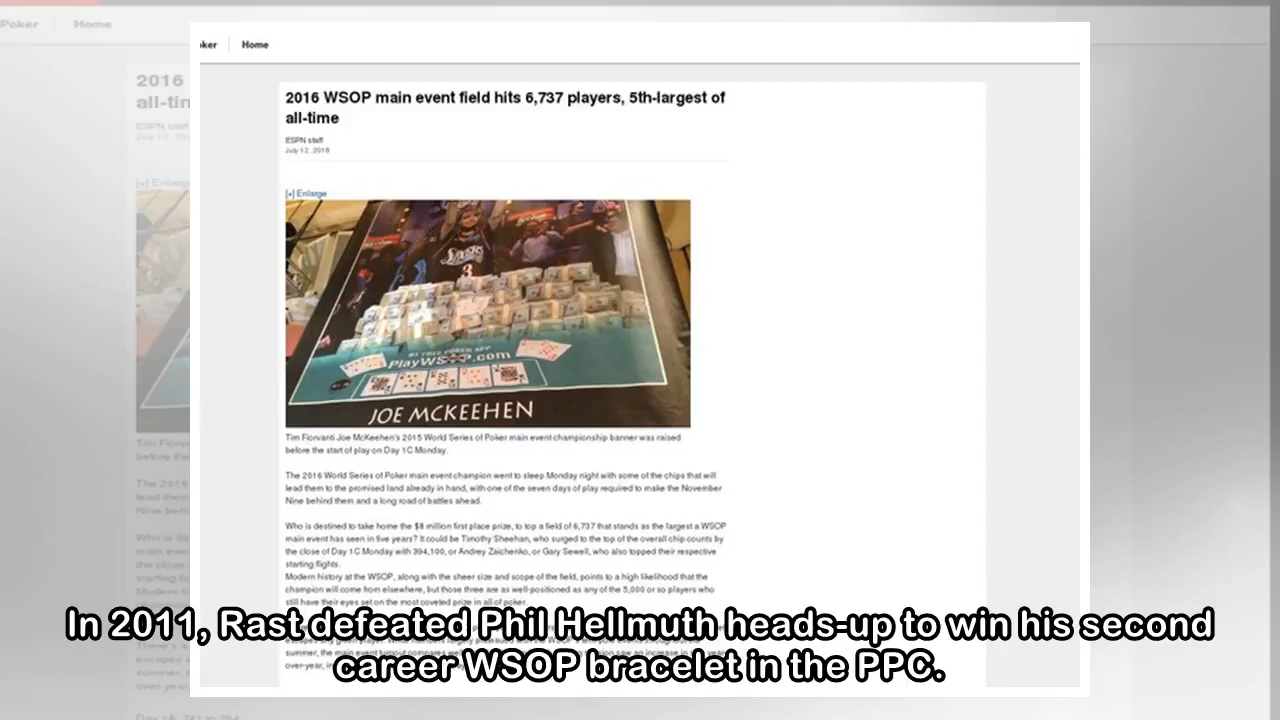 Poker Home
oker Home
2016 WSOP main event field hits 6,737 players, 5th-largest of
all-time
ESPN staff
July 12, 2016
[+] Enlarge
3
#1 FREE POKER APP
PlayWSOP.com
JOE MCKEEHEN
Tim Fiorvanti Joe McKeehen's 2015 World Series of Poker main event championship banner was raised
before the start of play on Day 1C Monday.
The 2016 World Series of Poker main event champion went to sleep Monday night with some of the chips that will
lead them to the promised land already in hand, with one of the seven days of play required to make the November
Nine behind them and a long road of battles ahead.
Who is destined to take home the $8 million first place prize, to top a field of 6,737 that stands as the largest a WSOP
main event has seen in five years? It could be Timothy Sheehan, who surged to the top of the overall chip counts by
the close of Day 1C Monday with 394,100, or Andrey Zaichenko, or Gary Sewell, who also topped their respective
starting flights.
Modern history at the WSOP, along with the sheer size and scope of the field, points to a high likelihood that the
champion will come from elsewhere, but those three are as well-positioned as any of the 5,000 or so players who
still have their eyes set on the most coveted prize in all of poker.
In 2011, Rast defeated Phil Hellmuth heads-up to win his second
summer, the main event turnout compares
career WSOP bracelet in the PPC.
over-year,